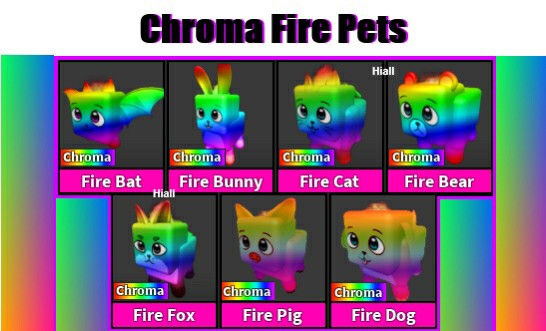 Chroma Fire Pets
Hiall
Chroma Chroma Chroma Chroma
Fire Bat Fire Bunny Fire Cat Fire Bear
Hiall
Chroma Chroma Chroma
Fire Fox Fire Pig Fire Dog